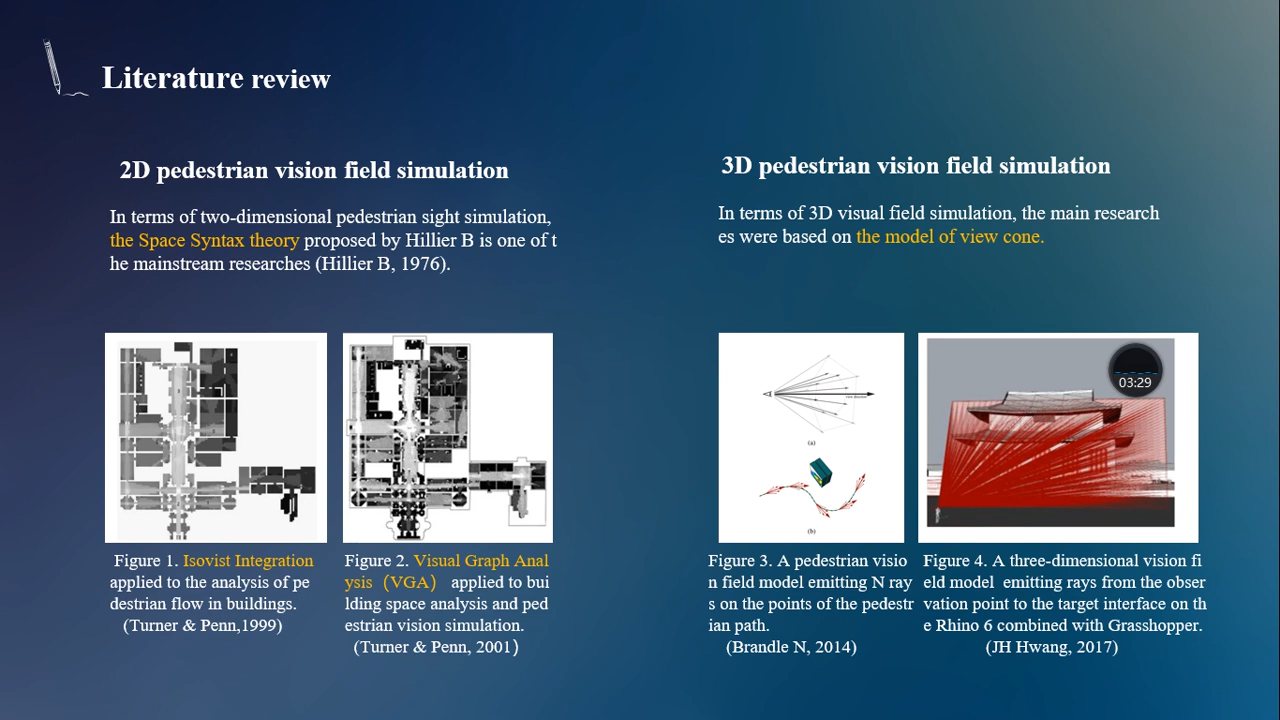 Literature review
2D pedestrian vision field simulation
In terms of two-dimensional pedestrian sight simulation,
the Space Syntax theory proposed by Hillier B is one of t
he mainstream researches (Hillier B, 1976).
3D pedestrian vision field simulation
In terms of 3D visual field simulation, the main research
es were based on the model of view cone.
03:29
(a)
(b)
Figure 1. Isovist Integration
applied to the analysis of pe
destrian flow in buildings.
(Turner & Penn,1999)
Figure 2. Visual Graph Anal
ysis（VGA） applied to bui
lding space analysis and ped
estrian vision simulation.
(Turner & Penn, 2001)
Figure 3. A pedestrian visio
n field model emitting N ray
s on the points of the pedestr
ian path.
(Brandle N, 2014)
Figure 4. A three-dimensional vision fi
eld model emitting rays from the obser
vation point to the target interface on th
e Rhino 6 combined with Grasshopper.
(JH Hwang, 2017)